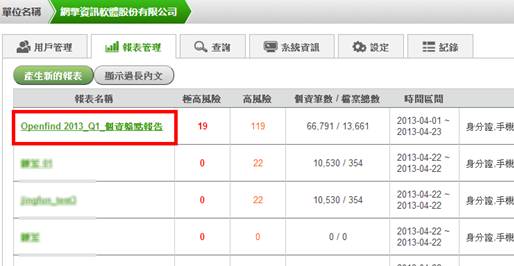 單位名稱 網擎資訊軟體股份有限公司
用戶管理 報表管理 查詢 系統資訊 設定 紀錄
產生新的報表 顯示過長內文
報表名稱 極高風險 高風險 個資筆數 / 檔案總數 時間區間
Openfind 2013_Q1_個資盤點報告 19 119 66,791 / 13,661 2013-04-01 ~
2013-04-23 身分證.手機
0 22 10,530 / 354 2013-04-22 ~
2013-04-22 身分證.手機
0 22 10,530 / 354 2013-04-22 ~
2013-04-22 身分證.手機
0 0 0 / 0 2013-04-22 ~
2013-04-22 身分證.手機